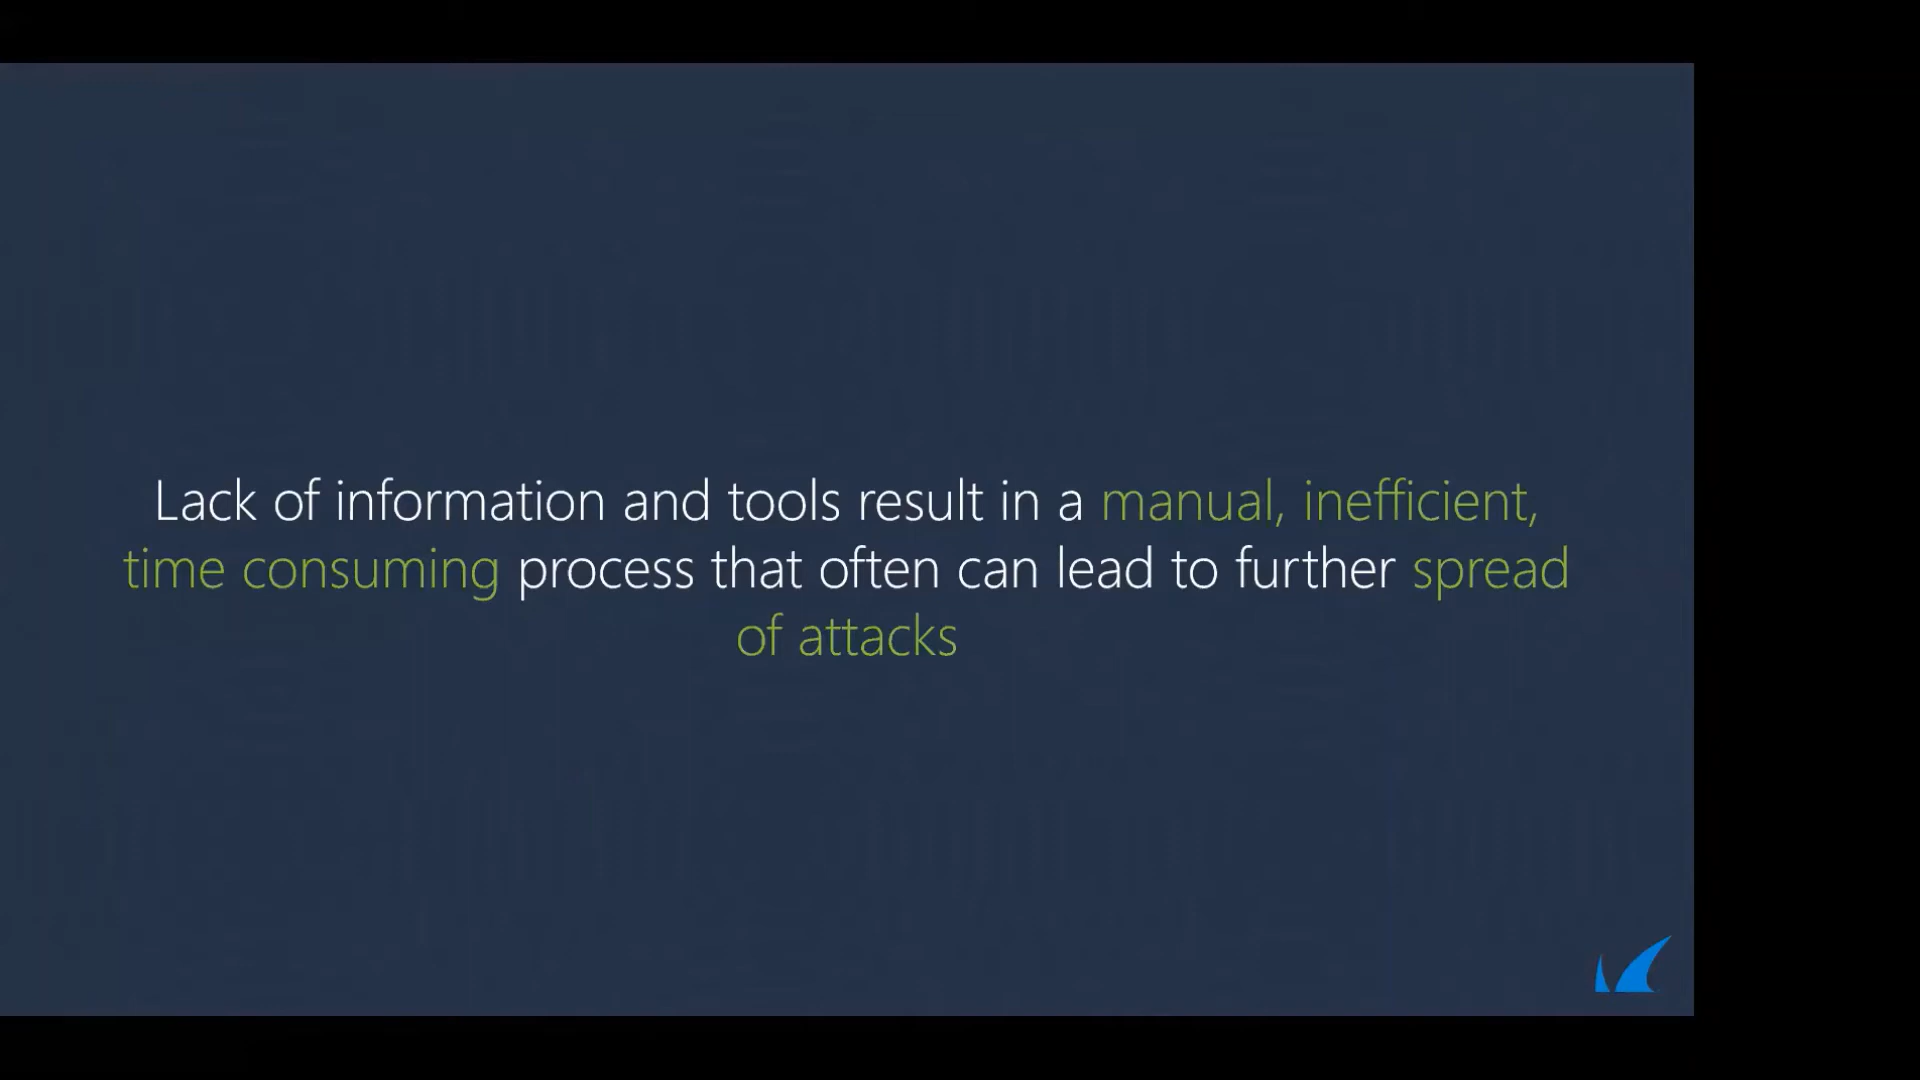 Lack of information and tools result in a manual, inefficient,
time consuming process that often can lead to further spread
of attacks